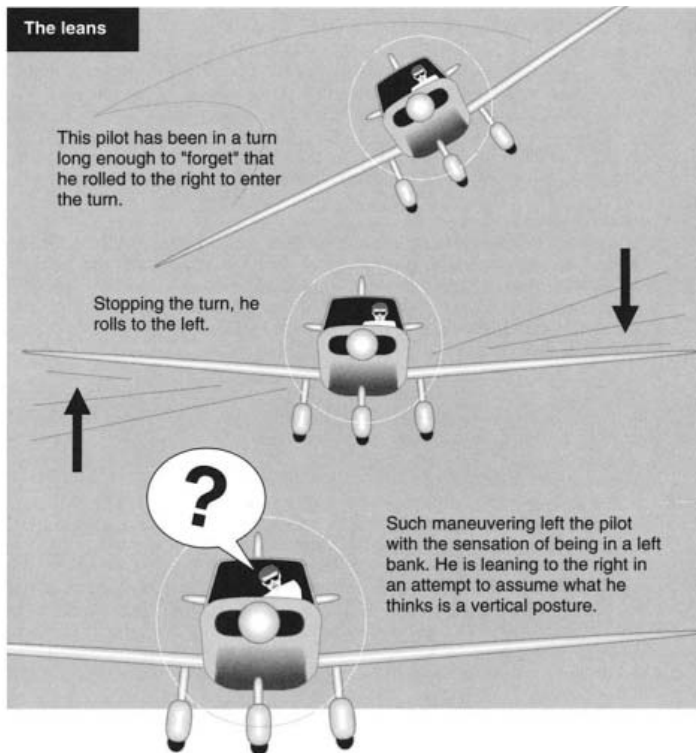 The leans
This pilot has been in a turn
long enough to "forget" that
he rolled to the right to enter
the turn.
Stopping the turn, he
rolls to the left.
?
Such maneuvering left the pilot
with the sensation of being in a left
bank. He is leaning to the right in
an attempt to assume what he
thinks is a vertical posture.